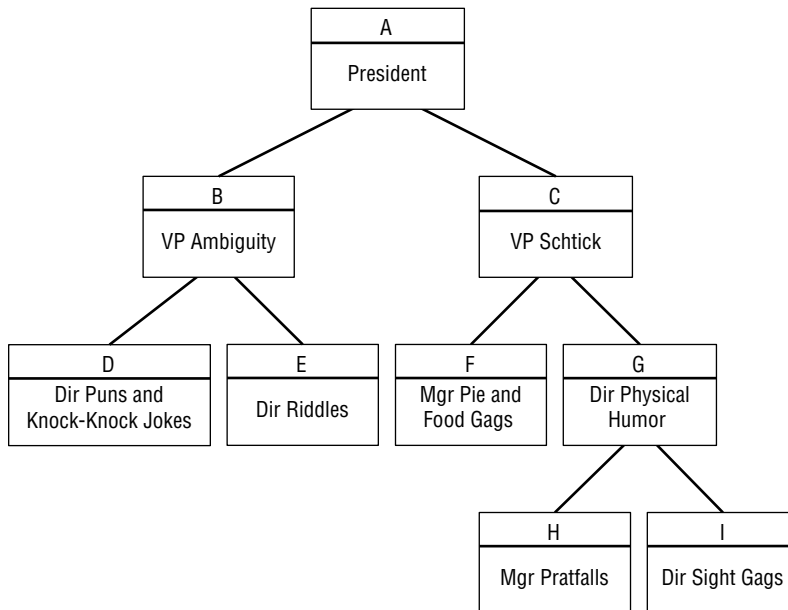 A
President
B
VP Ambiguity
C
VP Schtick
D
Dir Puns and
Knock-Knock Jokes
E
Dir Riddles
F
Mgr Pie and
Food Gags
G
Dir Physical
Humor
H
Mgr Pratfalls
I
Dir Sight Gags